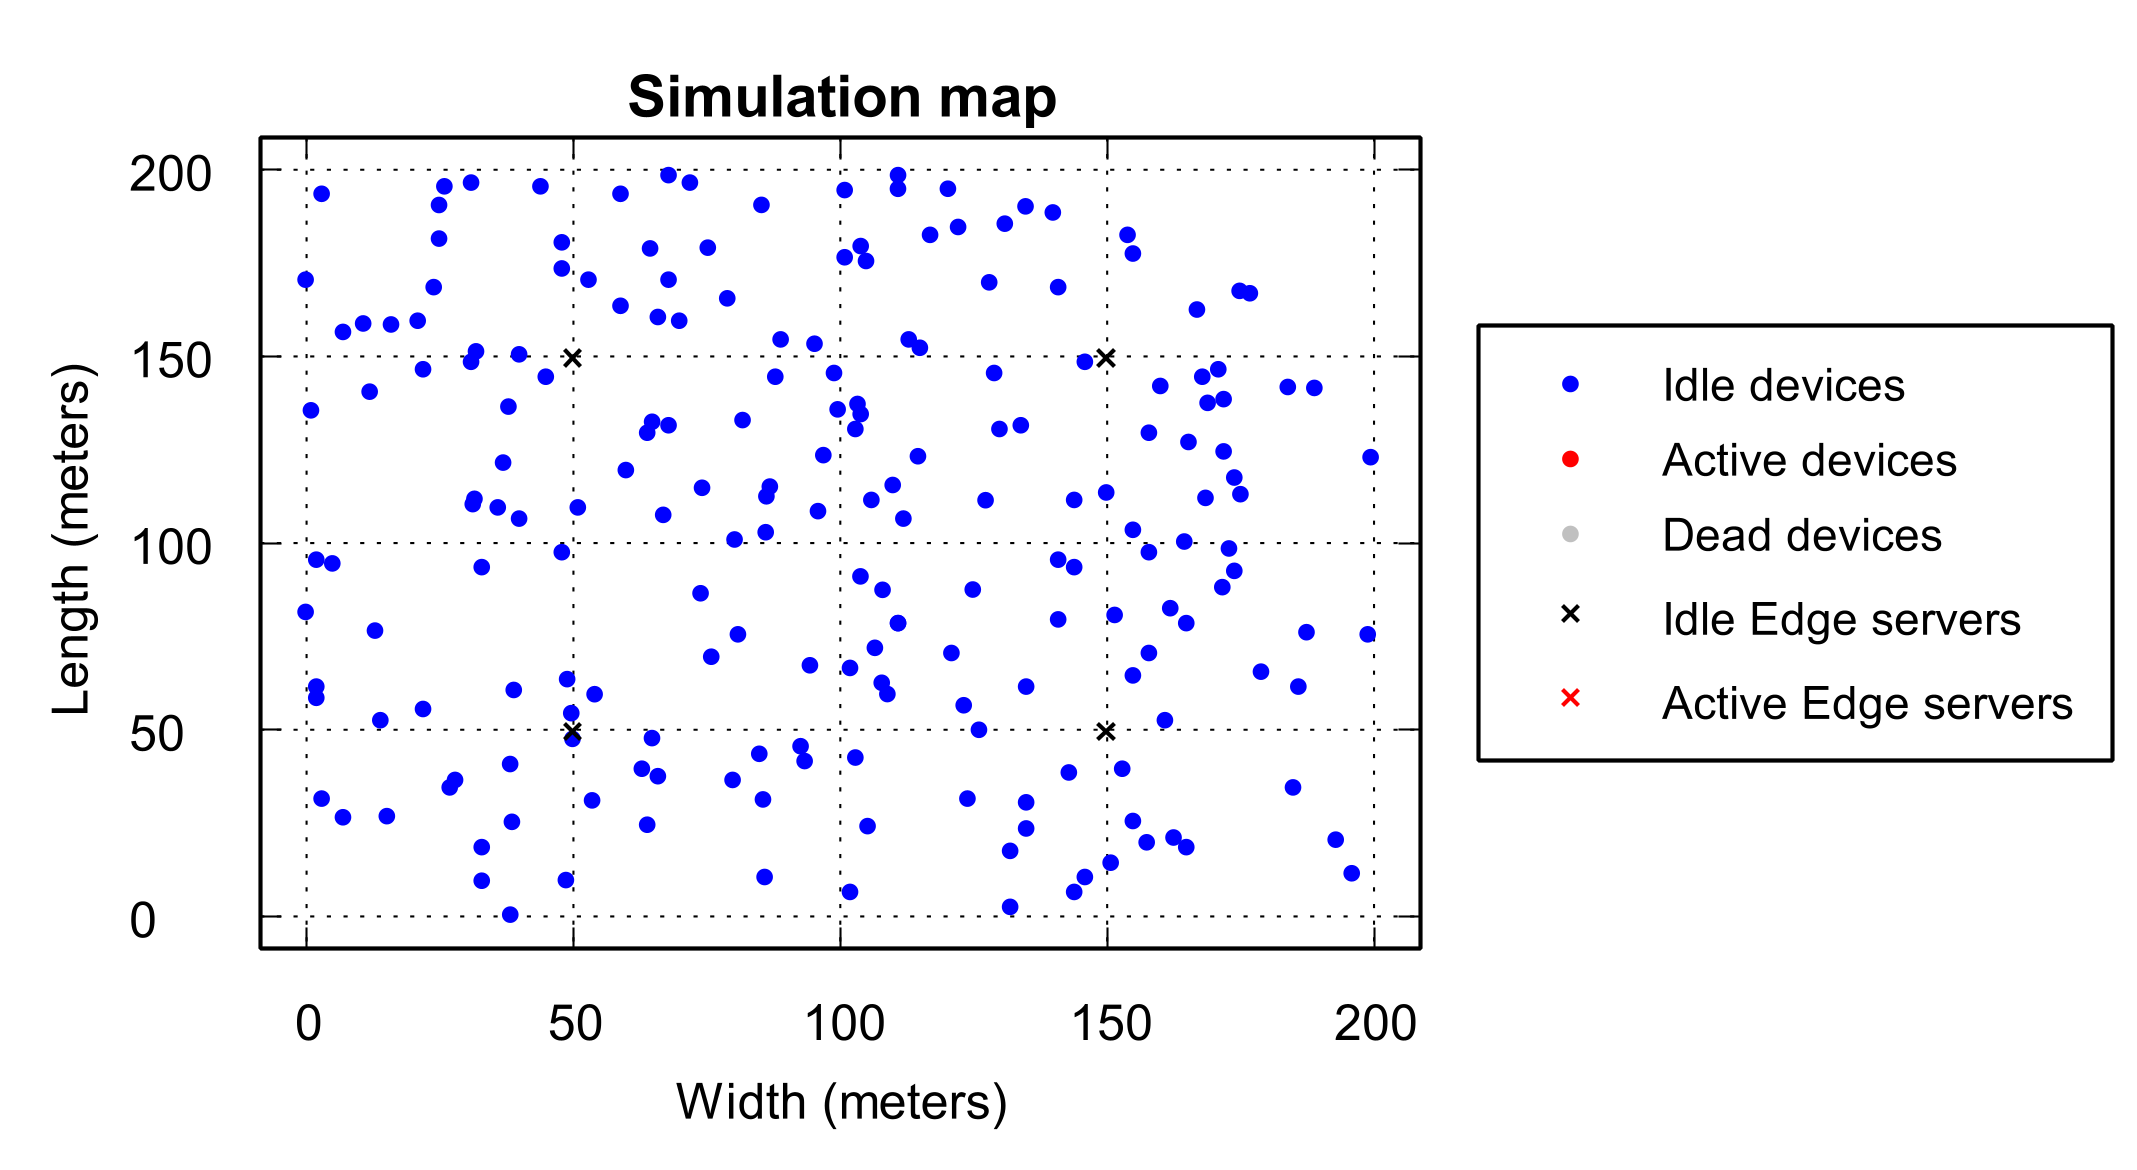 Simulation map
200
150
100
50
0
Length (meters)
0 50 100 150 200
Width (meters)
Idle devices
Active devices
Dead devices
Idle Edge servers
Active Edge servers